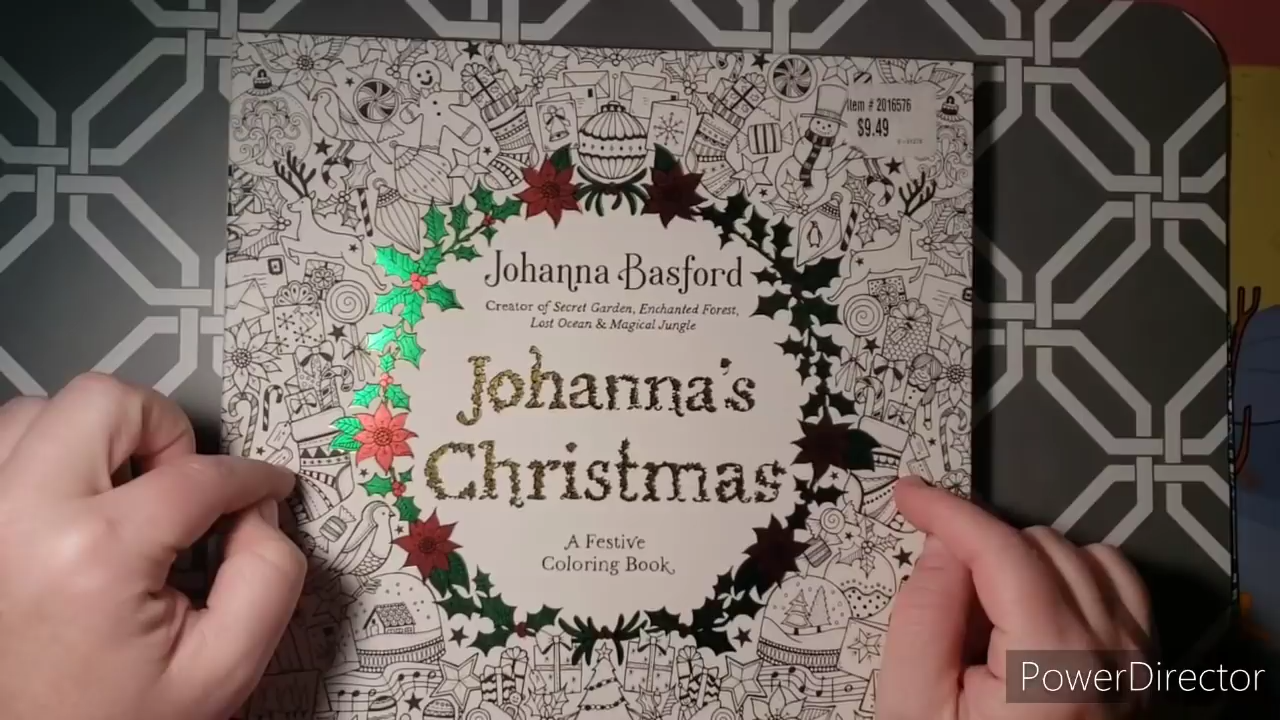 Item # 2016576
$9.49
Johanna Basford
Creator of Secret Garden, Enchanted Forest,
Lost Ocean & Magical Jungle
Johanna's
Christmas
A Festive
Coloring Book
PowerDirector